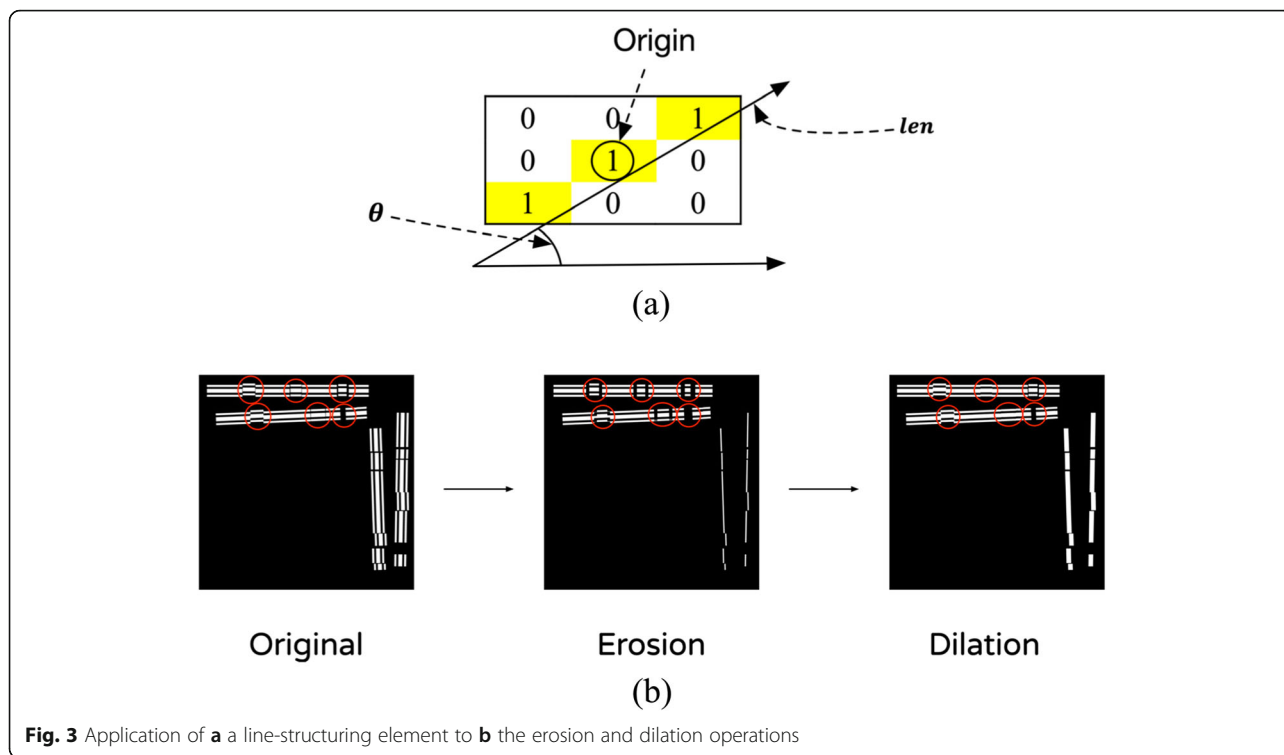 Origin
0 0 1
len
0 1 0
θ
1 0 0
(a)
Original Erosion Dilation
(b)
Fig. 3 Application of a a line-structuring element to b the erosion and dilation operations